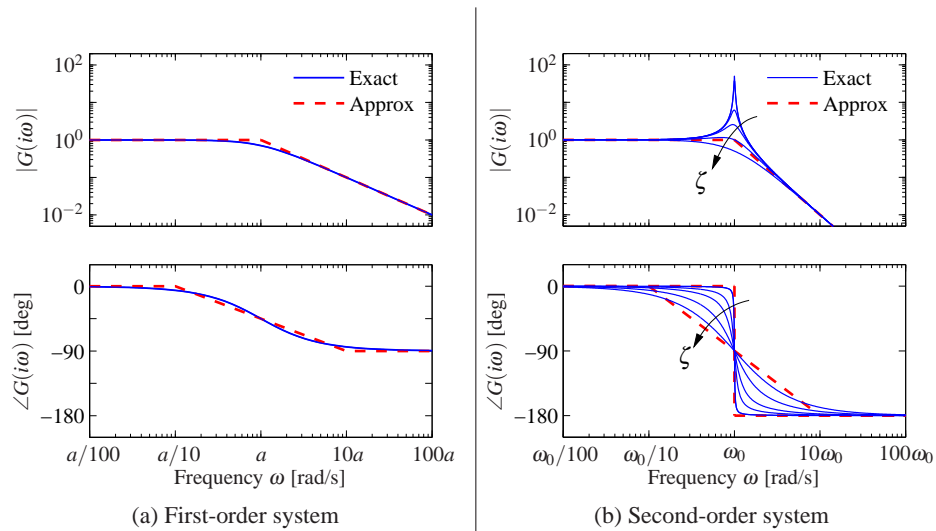 10^2
10^0
10^−2
|G(iω)|
Exact
Approx
0
−90
−180
∠G(iω) [deg]
a/100 a/10 a 10a 100a
Frequency ω [rad/s]
(a) First-order system
10^2
10^0
10^−2
|G(iω)|
Exact
Approx
ζ
0
−90
−180
∠G(iω) [deg]
ζ
ω₀/100 ω₀/10 ω₀ 10ω₀ 100ω₀
Frequency ω [rad/s]
(b) Second-order system